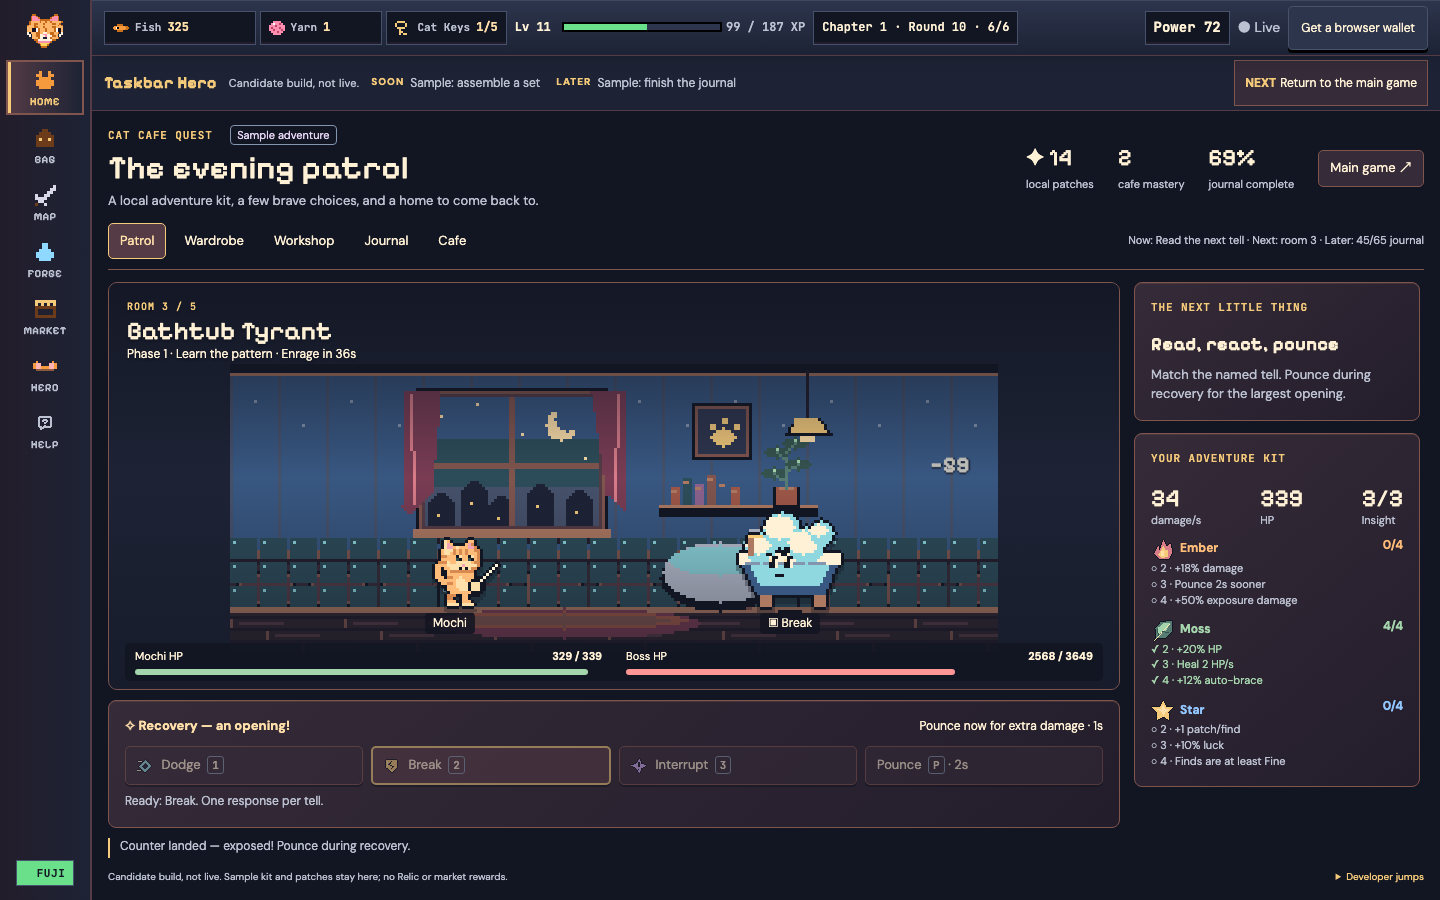 Fish 325
Yarn 1
Cat Keys 1/5
Lv 11
99 / 187 XP
Chapter 1 · Round 10 · 6/6
Power 72
Live
Get a browser wallet
HOME
BAG
MAP
FORGE
MARKET
HERO
HELP
FUJI
Taskbar Hero
Candidate build, not live.
SOON Sample: assemble a set
LATER Sample: finish the journal
NEXT Return to the main game
CAT CAFE QUEST
Sample adventure
The evening patrol
A local adventure kit, a few brave choices, and a home to come back to.
14
local patches
2
cafe mastery
69%
journal complete
Main game ↗
Patrol
Wardrobe
Workshop
Journal
Cafe
Now: Read the next tell · Next: room 3 · Later: 45/65 journal
ROOM 3 / 5
Bathtub Tyrant
Phase 1 · Learn the pattern · Enrage in 36s
-89
Mochi
Break
Mochi HP
329 / 339
Boss HP
2568 / 3649
Recovery — an opening!
Pounce now for extra damage · 1s
Dodge 1
Break 2
Interrupt 3
Pounce P · 2s
Ready: Break. One response per tell.
Counter landed — exposed! Pounce during recovery.
Candidate build, not live. Sample kit and patches stay here; no Relic or market rewards.
THE NEXT LITTLE THING
Read, react, pounce
Match the named tell. Pounce during
recovery for the largest opening.
YOUR ADVENTURE KIT
34
damage/s
339
HP
3/3
Insight
Ember 0/4
○ 2 · +18% damage
○ 3 · Pounce 2s sooner
○ 4 · +50% exposure damage
Moss 4/4
✓ 2 · +20% HP
✓ 3 · Heal 2 HP/s
✓ 4 · +12% auto-brace
Star 0/4
○ 2 · +1 patch/find
○ 3 · +10% luck
○ 4 · Finds are at least Fine
▶ Developer jumps